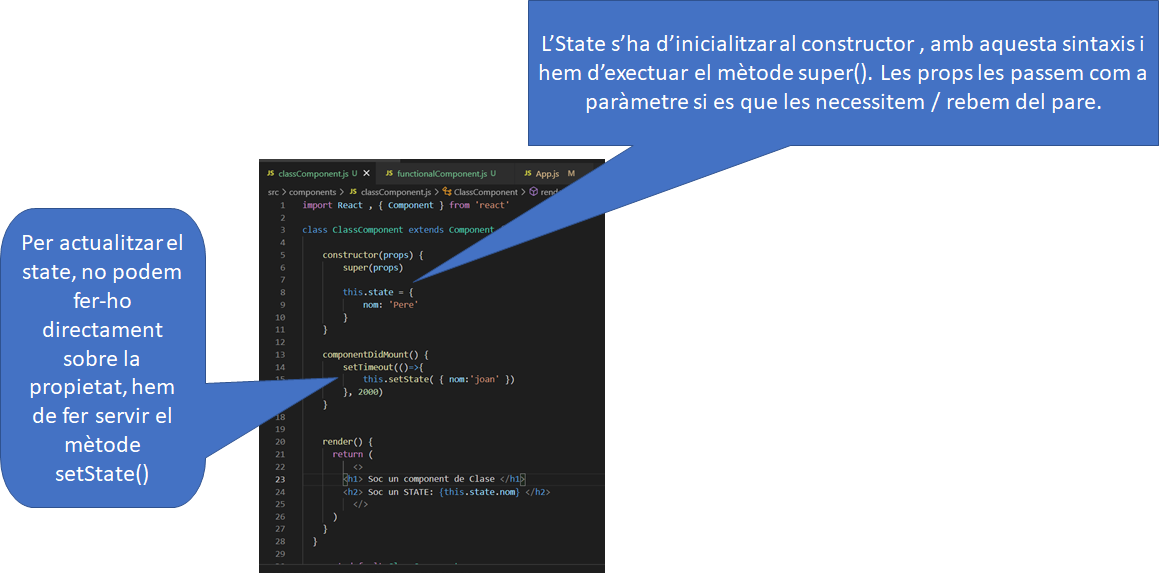 L’State s’ha d’inicialitzar al constructor , amb aquesta sintaxis i
hem d’exectuar el mètode super(). Les props les passem com a
paràmetre si es que les necessitem / rebem del pare.
Per actualitzar el
state, no podem
fer-ho
directament
sobre la
propietat, hem
de fer servir el
mètode
setState()
JS classComponent.js U X JS functionalComponent.js U JS App.js M
src > components > JS classComponent.js > ClassComponent >
1 import React , { Component } from 'react'
2
3 class ClassComponent extends Component
4
5 constructor(props) {
6 super(props)
7
8 this.state = {
9 nom: 'Pere'
10 }
11 }
12
13 componentDidMount() {
14 setTimeout(()=>{
15 this.setState( { nom:'joan' })
}, 2000)
}
18
19
20 render() {
21 return (
22 <>
23 <h1> Soc un component de Clase </h1>
24 <h2> Soc un STATE: {this.state.nom} </h2>
25 </>
26 )
27 }
28 }
29